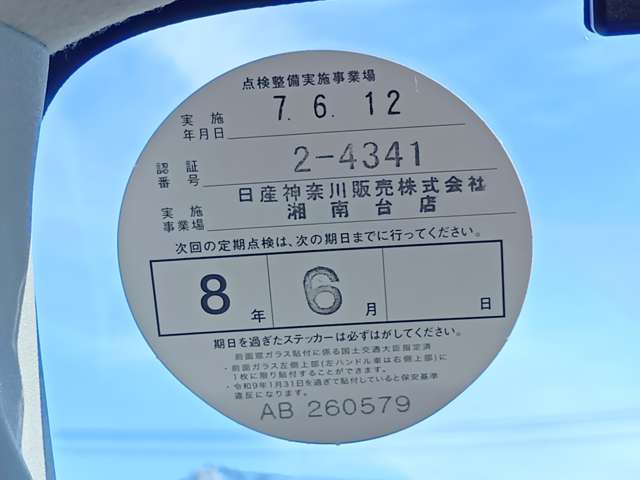 点検整備実施事業場
実施年月日 7.6.12
認証番号 2-4341
実施事業場 日産神奈川販売株式会社
湘南台店
次回の定期点検は、次の期日までに行ってください。
8年 6月 日
期日を過ぎたステッカーは必ずはがしてください。
前面窓ガラス貼付に係る国土交通大臣指定済
・前面ガラス左側上部(左ハンドル車は右側上部)に
1枚に限り貼付することができます。
・令和9年1月31日を過ぎて貼付していると保安基準
違反になります。
AB 260579